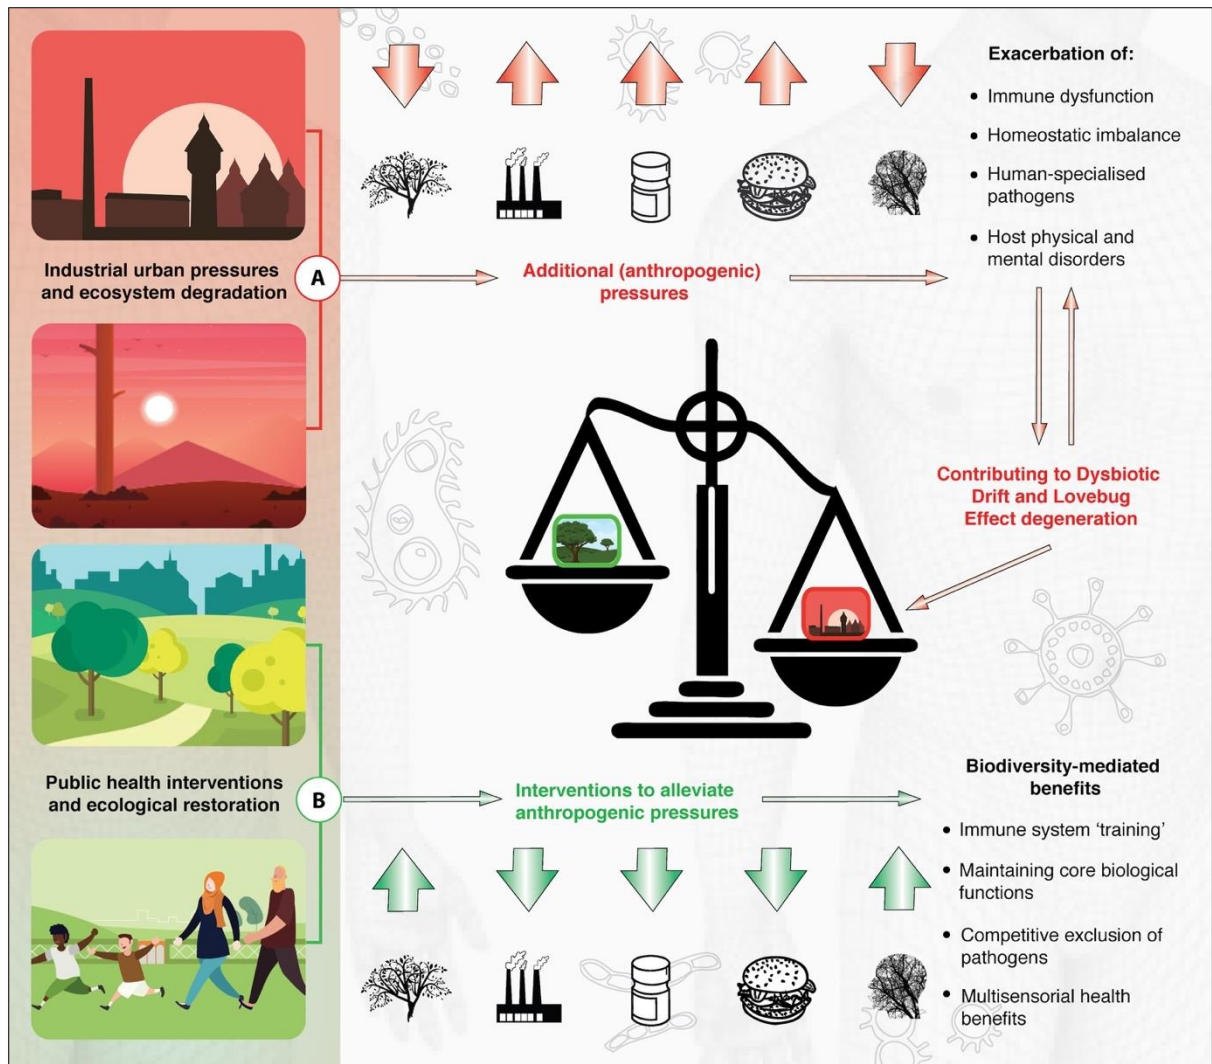 Exacerbation of:
• Immune dysfunction
• Homeostatic imbalance
• Human-specialised
pathogens
• Host physical and
mental disorders
Industrial urban pressures
and ecosystem degradation
A
Additional (anthropogenic)
pressures
Contributing to Dysbiotic
Drift and Lovebug
Effect degeneration
Public health interventions
and ecological restoration
B
Interventions to alleviate
anthropogenic pressures
Biodiversity-mediated
benefits
• Immune system ‘training’
• Maintaining core biological
functions
• Competitive exclusion of
pathogens
• Multisensorial health
benefits